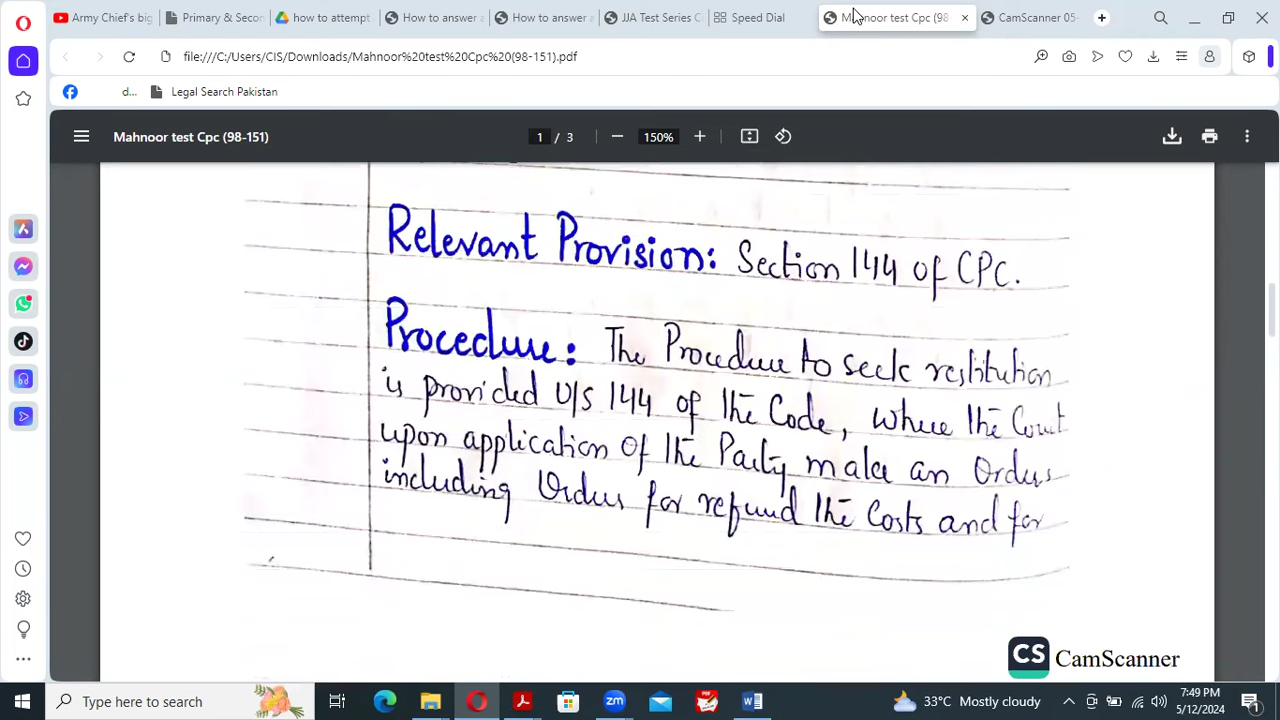 Army Chief's big
Primary & Secon
how to attempt
How to answer
How to answer a
JJA Test Series C
Speed Dial
Mahnoor test Cpc (98
CamScanner 05-
file:///C:/Users/CIS/Downloads/Mahnoor%20test%20Cpc%20(98-151).pdf
d...
Legal Search Pakistan
Mahnoor test Cpc (98-151)
1 / 3
150%
Relevant Provision: Section 144 of CPC.
Procedure: The Procedure to seek restitution
is provided U/S 144 of the Code, where the Court
upon application of the Party make an Orders
including Orders for refund the Costs and for
CS CamScanner
Type here to search
33°C Mostly cloudy
7:49 PM
5/12/2024
1